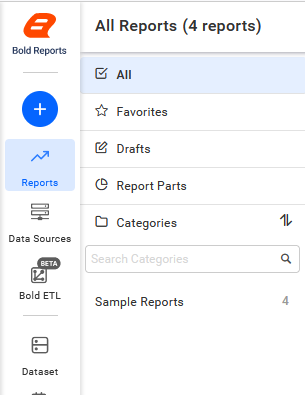 Bold Reports
Reports
Data Sources
BETA
Bold ETL
Dataset
All Reports (4 reports)
All
Favorites
Drafts
Report Parts
Categories
Search Categories
Sample Reports 4